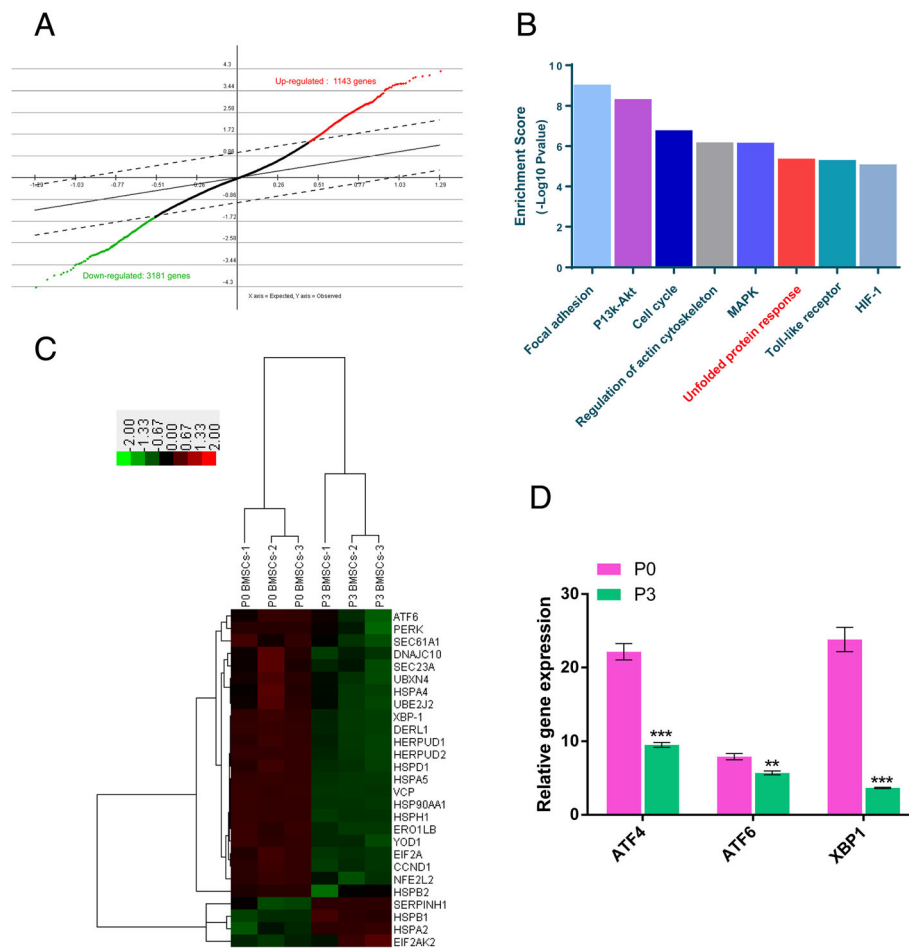 A
4.3
3.44
2.58
1.72
0.86
-1.29
-1.03
-0.77
-0.51
-0.26
0.26
0.51
0.77
1.03
1.29
-0.86
-1.72
-2.58
-3.44
-4.3
Up-regulated : 1143 genes
Down-regulated: 3181 genes
X axis = Expected, Y axis = Observed
B
Enrichment Score
(-Log10 Pvalue)
10
8
6
4
2
0
Focal adhesion
P13k-Akt
Cell cycle
Regulation of actin cytoskeleton
MAPK
Unfolded protein response
Toll-like receptor
HIF-1
C
-2.00
-1.33
-0.67
0.00
0.67
1.33
2.00
P0 BMSCs-1
P0 BMSCs-2
P0 BMSCs-3
P3 BMSCs-1
P3 BMSCs-2
P3 BMSCs-3
ATF6
PERK
SEC61A1
DNAJC10
SEC23A
UBXN4
HSPA4
UBE2J2
XBP-1
DERL1
HERPUD1
HERPUD2
HSPD1
HSPA5
VCP
HSP90AA1
HSPH1
ERO1LB
YOD1
EIF2A
CCND1
NFE2L2
HSPB2
SERPINH1
HSPB1
HSPA2
EIF2AK2
D
P0
P3
Relative gene expression
30
20
10
0
***
**
***
ATF4
ATF6
XBP1